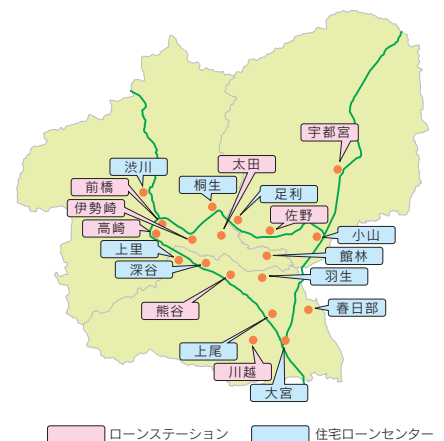 宇都宮
太田
渋川
桐生
足利
前橋
伊勢崎
佐野
高崎
小山
上里
館林
深谷
羽生
熊谷
春日部
上尾
川越
大宮
ローンステーション
住宅ローンセンター